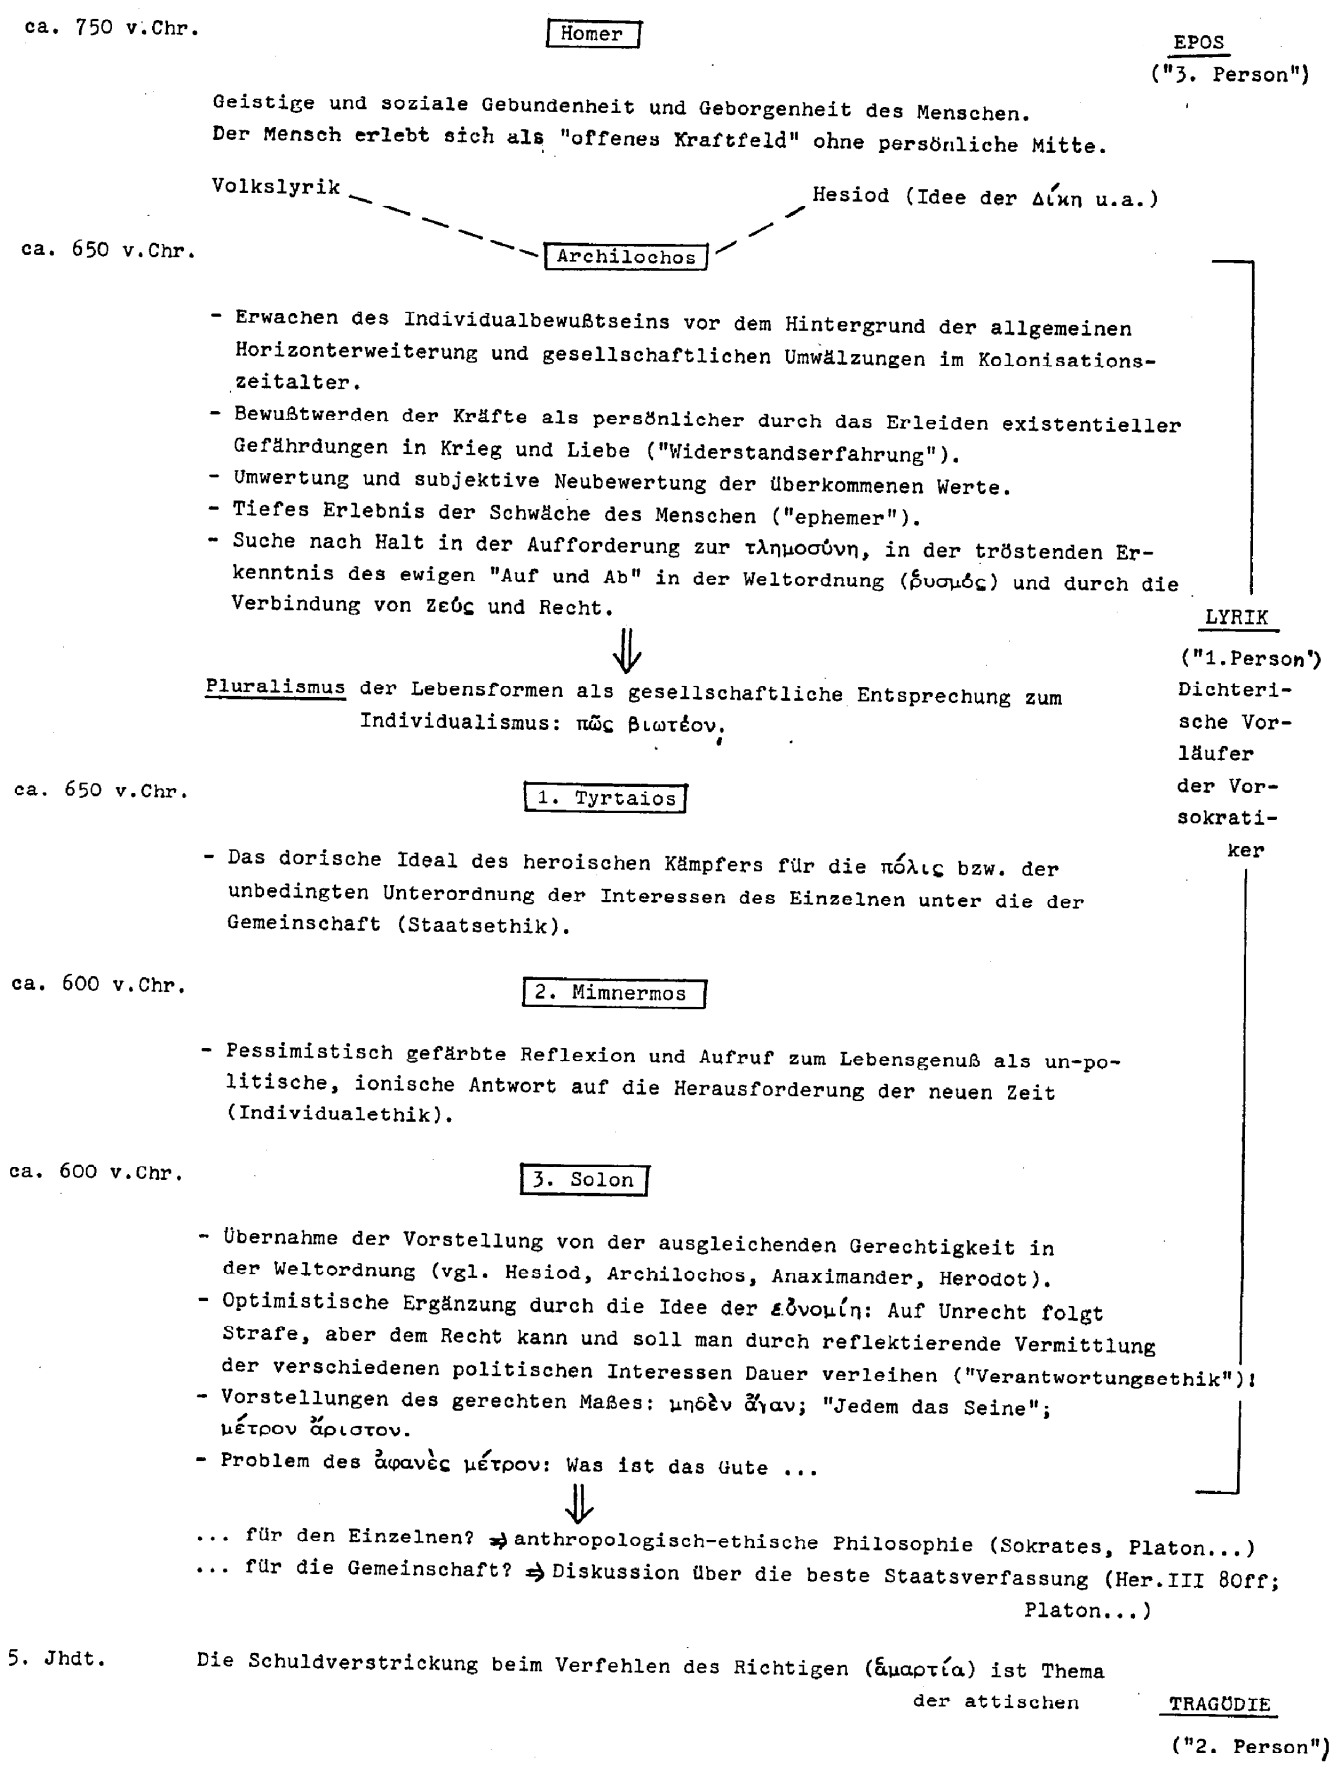 ca. 750 v.Chr.
Homer
EPOS
("3. Person")
Geistige und soziale Gebundenheit und Geborgenheit des Menschen.
Der Mensch erlebt sich als "offenes Kraftfeld" ohne persönliche Mitte.
Volkslyrik
Hesiod (Idee der Δίκη u.a.)
ca. 650 v.Chr.
Archilochos
- Erwachen des Individualbewußtseins vor dem Hintergrund der allgemeinen
Horizonterweiterung und gesellschaftlichen Umwälzungen im Kolonisations-
zeitalter.
- Bewußtwerden der Kräfte als persönlicher durch das Erleiden existentieller
Gefährdungen in Krieg und Liebe ("Widerstandserfahrung").
- Umwertung und subjektive Neubewertung der überkommenen Werte.
- Tiefes Erlebnis der Schwäche des Menschen ("ephemer").
- Suche nach Halt in der Aufforderung zur τλημοσύνη, in der tröstenden Er-
kenntnis des ewigen "Auf und Ab" in der Weltordnung (ῥυσμός) und durch die
Verbindung von Ζεύς und Recht.
⇓
Pluralismus der Lebensformen als gesellschaftliche Entsprechung zum
Individualismus: πῶς βιωτέον.
LYRIK
("1.Person")
Dichteri-
sche Vor-
läufer
der Vor-
sokrati-
ker
ca. 650 v.Chr.
1. Tyrtaios
- Das dorische Ideal des heroischen Kämpfers für die πόλις bzw. der
unbedingten Unterordnung der Interessen des Einzelnen unter die der
Gemeinschaft (Staatsethik).
ca. 600 v.Chr.
2. Mimnermos
- Pessimistisch gefärbte Reflexion und Aufruf zum Lebensgenuß als un-po-
litische, ionische Antwort auf die Herausforderung der neuen Zeit
(Individualethik).
ca. 600 v.Chr.
3. Solon
- Übernahme der Vorstellung von der ausgleichenden Gerechtigkeit in
der Weltordnung (vgl. Hesiod, Archilochos, Anaximander, Herodot).
- Optimistische Ergänzung durch die Idee der εὐνομίη: Auf Unrecht folgt
Strafe, aber dem Recht kann und soll man durch reflektierende Vermittlung
der verschiedenen politischen Interessen Dauer verleihen ("Verantwortungsethik")!
- Vorstellungen des gerechten Maßes: μηδὲν ἄγαν; "Jedem das Seine";
μέτρον ἄριστον.
- Problem des ἀφανὲς μέτρον: Was ist das Gute ...
⇓
... für den Einzelnen? ⇒ anthropologisch-ethische Philosophie (Sokrates, Platon...)
... für die Gemeinschaft? ⇒ Diskussion über die beste Staatsverfassung (Her.III 80ff;
Platon...)
5. Jhdt.
Die Schuldverstrickung beim Verfehlen des Richtigen (ἁμαρτία) ist Thema
der attischen
TRAGÖDIE
("2. Person")